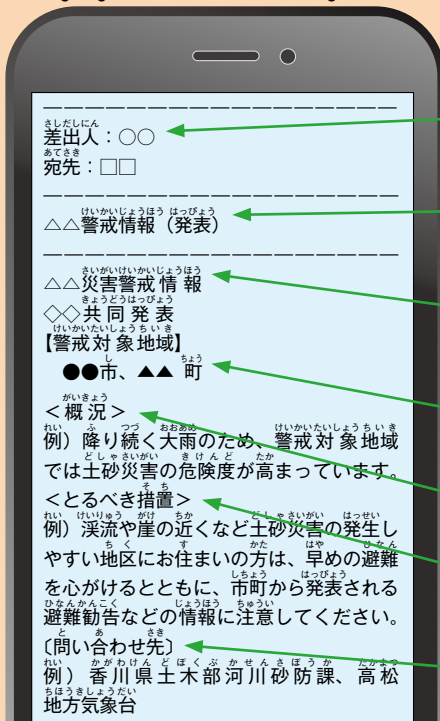 差出人：○○
宛先：□□
△△警戒情報（発表）
△△災害警戒情報
◇◇共同発表
【警戒対象地域】
●●市、▲▲町
＜概況＞
例）降り続く大雨のため、警戒対象地域
では土砂災害の危険度が高まっています。
＜とるべき措置＞
例）渓流や崖の近くなど土砂災害の発生し
やすい地区にお住まいの方は、早めの避難
を心がけるとともに、市町から発表される
避難勧告などの情報に注意してください。
〔問い合わせ先〕
例）香川県土木部河川砂防課、高松
地方気象台